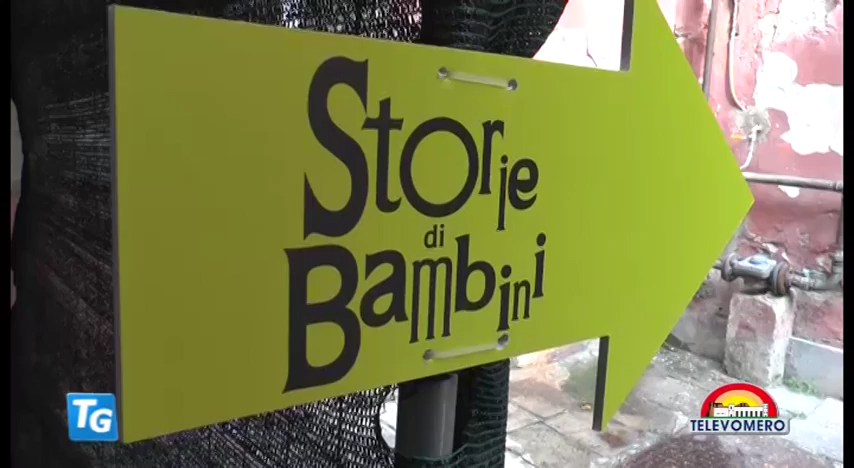 Storie
di
Bambini
TG
TELEVOMERO